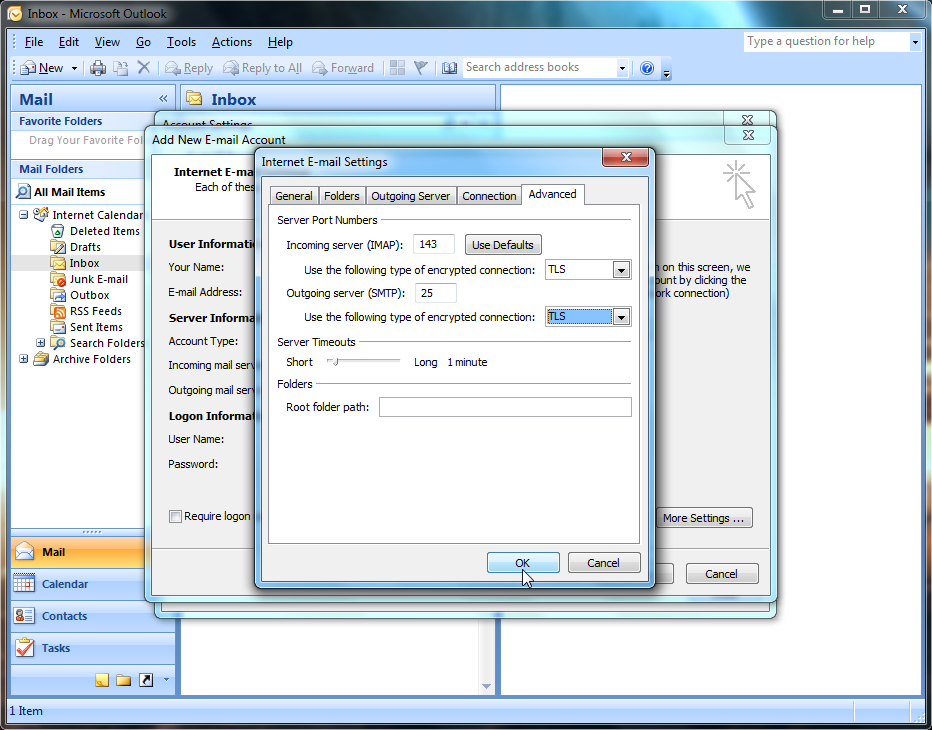 Inbox - Microsoft Outlook
File Edit View Go Tools Actions Help
Type a question for help
New Reply Reply to All Forward Search address books
Mail «
Favorite Folders
Drag Your Favorite Fol
Mail Folders
All Mail Items
Internet Calendar
Deleted Items
Drafts
Inbox
Junk E-mail
Outbox
RSS Feeds
Sent Items
Search Folders
Archive Folders
Mail
Calendar
Contacts
Tasks
Inbox
Account Settings
Add New E-mail Account
Internet E-ma
Each of thes
User Informati
Your Name:
E-mail Address:
Server Informa
Account Type:
Incoming mail serv
Outgoing mail serv
Logon Informat
User Name:
Password:
Require logon
n on this screen, we
ount by clicking the
ork connection)
More Settings ...
Cancel
Internet E-mail Settings
General Folders Outgoing Server Connection Advanced
Server Port Numbers
Incoming server (IMAP): 143 Use Defaults
Use the following type of encrypted connection: TLS
Outgoing server (SMTP): 25
Use the following type of encrypted connection: TLS
Server Timeouts
Short Long 1 minute
Folders
Root folder path:
OK Cancel
1 Item